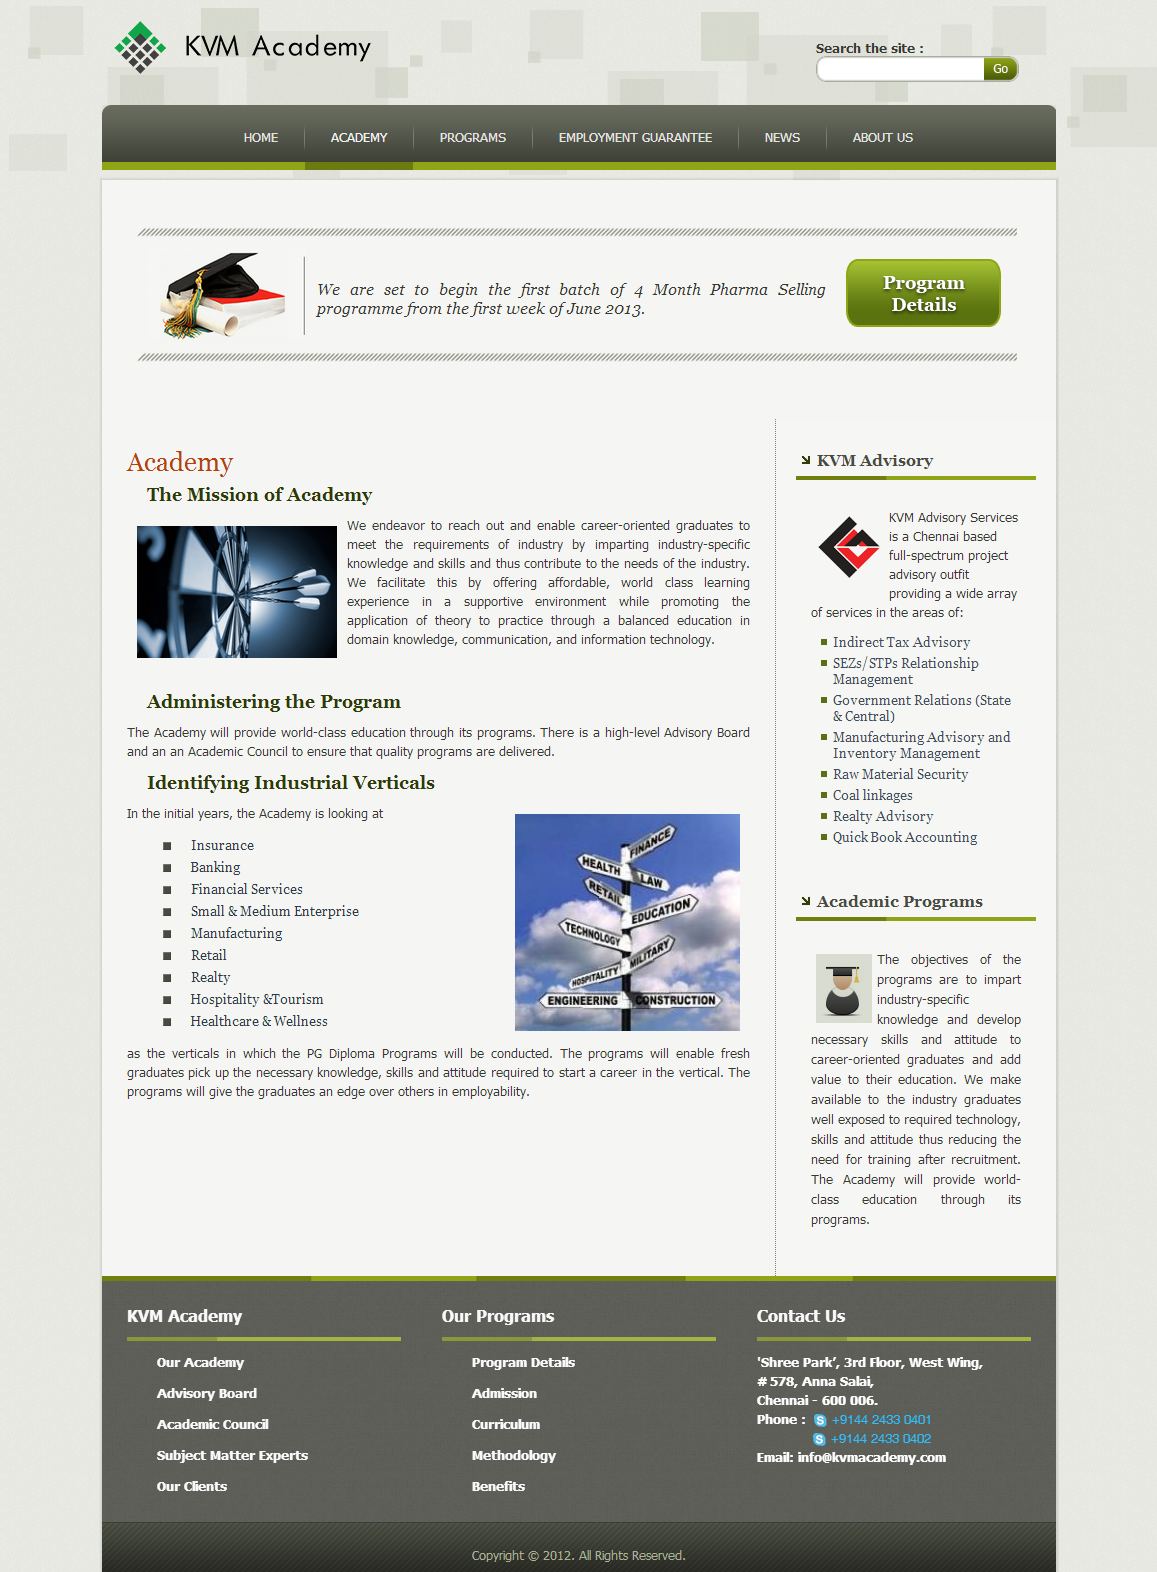 KVM Academy
Search the site :
Go
HOME
ACADEMY
PROGRAMS
EMPLOYMENT GUARANTEE
NEWS
ABOUT US
We are set to begin the first batch of 4 Month Pharma Selling
programme from the first week of June 2013.
Program
Details
Academy
The Mission of Academy
We endeavor to reach out and enable career-oriented graduates to
meet the requirements of industry by imparting industry-specific
knowledge and skills and thus contribute to the needs of the industry.
We facilitate this by offering affordable, world class learning
experience in a supportive environment while promoting the
application of theory to practice through a balanced education in
domain knowledge, communication, and information technology.
Administering the Program
The Academy will provide world-class education through its programs. There is a high-level Advisory Board
and an an Academic Council to ensure that quality programs are delivered.
Identifying Industrial Verticals
In the initial years, the Academy is looking at
Insurance
Banking
Financial Services
Small & Medium Enterprise
Manufacturing
Retail
Realty
Hospitality &Tourism
Healthcare & Wellness
FINANCE
HEALTH
LAW
RETAIL
EDUCATION
TECHNOLOGY
MILITARY
HOSPITALITY
ENGINEERING
CONSTRUCTION
as the verticals in which the PG Diploma Programs will be conducted. The programs will enable fresh
graduates pick up the necessary knowledge, skills and attitude required to start a career in the vertical. The
programs will give the graduates an edge over others in employability.
KVM Advisory
KVM Advisory Services
is a Chennai based
full-spectrum project
advisory outfit
providing a wide array
of services in the areas of:
Indirect Tax Advisory
SEZs/STPs Relationship
Management
Government Relations (State
& Central)
Manufacturing Advisory and
Inventory Management
Raw Material Security
Coal linkages
Realty Advisory
Quick Book Accounting
Academic Programs
The objectives of the
programs are to impart
industry-specific
knowledge and develop
necessary skills and attitude to
career-oriented graduates and add
value to their education. We make
available to the industry graduates
well exposed to required technology,
skills and attitude thus reducing the
need for training after recruitment.
The Academy will provide world-
class education through its
programs.
KVM Academy
Our Academy
Advisory Board
Academic Council
Subject Matter Experts
Our Clients
Our Programs
Program Details
Admission
Curriculum
Methodology
Benefits
Contact Us
'Shree Park', 3rd Floor, West Wing,
# 578, Anna Salai,
Chennai - 600 006.
Phone : +9144 2433 0401
+9144 2433 0402
Email: info@kvmacademy.com
Copyright © 2012. All Rights Reserved.